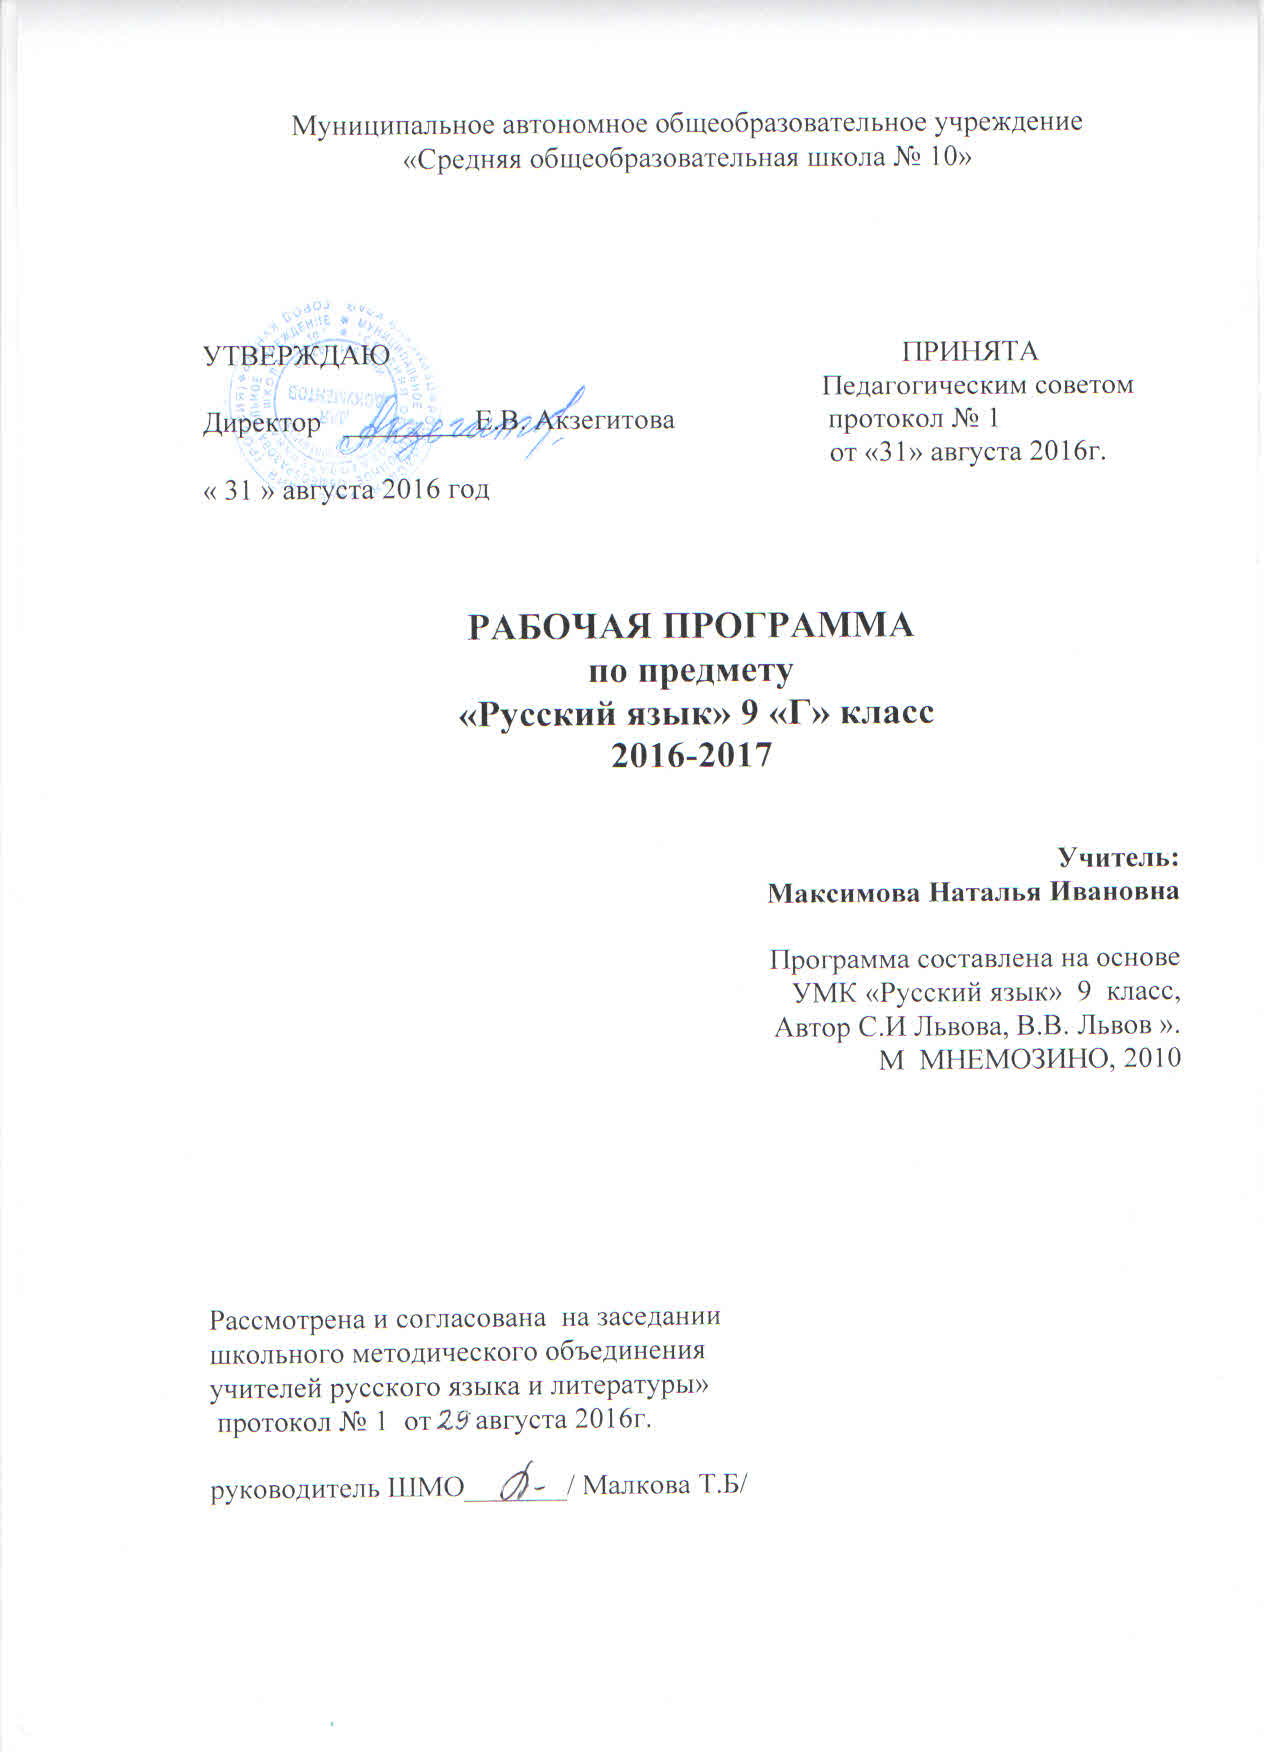 Муниципальное автономное общеобразовательное учреждение
«Средняя общеобразовательная школа № 10»
УТВЕРЖДАЮ
Директор Е.В. Акзегитова
« 31 » августа 2016 год
ПРИНЯТА
Педагогическим советом
протокол № 1
от «31» августа 2016г.
РАБОЧАЯ ПРОГРАММА
по предмету
«Русский язык» 9 «Г» класс
2016-2017
Учитель:
Максимова Наталья Ивановна
Программа составлена на основе
УМК «Русский язык» 9 класс,
Автор С.И Львова, В.В. Львов ».
М МНЕМОЗИНО, 2010
Рассмотрена и согласована на заседании
школьного методического объединения
учителей русского языка и литературы»
протокол № 1 от 29 августа 2016г.
руководитель ШМО_______/ Малкова Т.Б/